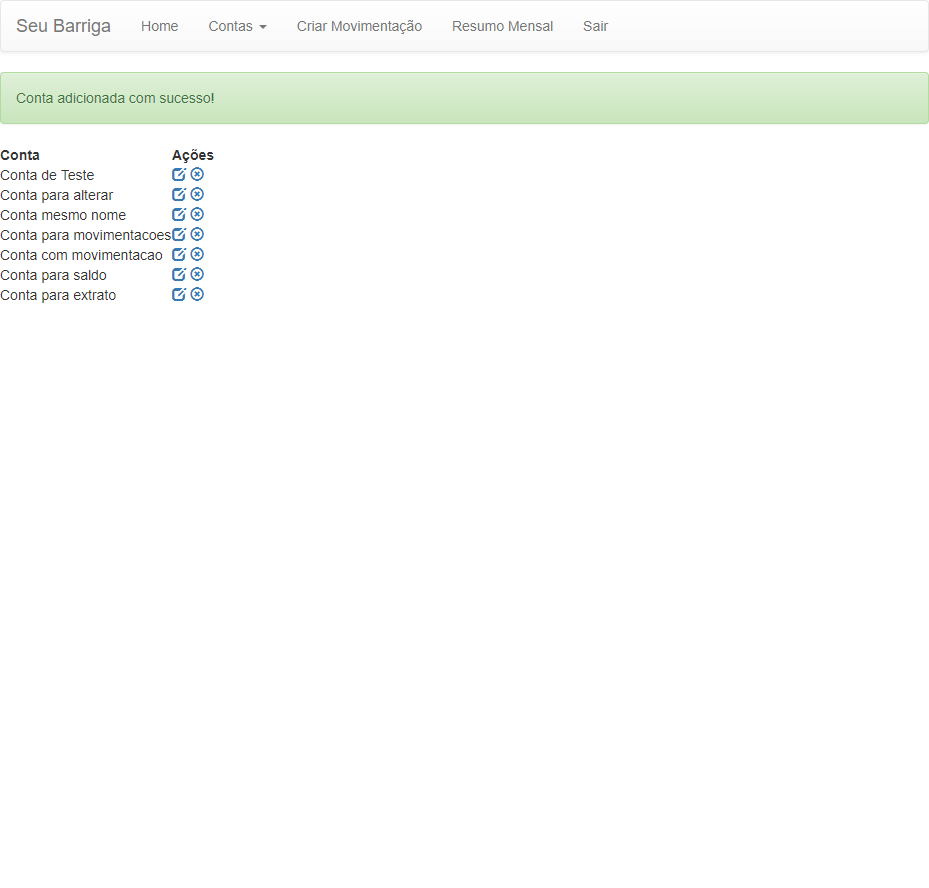 Seu Barriga Home Contas Criar Movimentação Resumo Mensal Sair
Conta adicionada com sucesso!
Conta Ações
Conta de Teste
Conta para alterar
Conta mesmo nome
Conta para movimentacoes
Conta com movimentacao
Conta para saldo
Conta para extrato